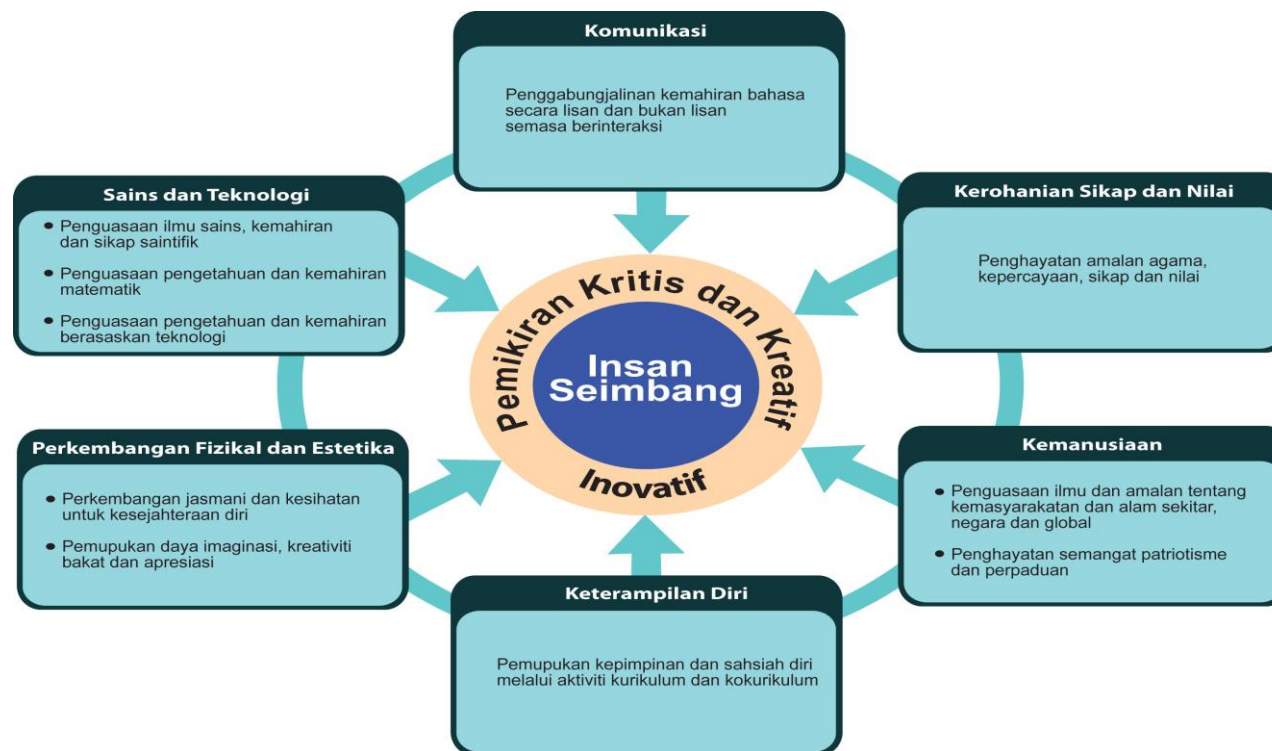 Komunikasi
Penggabungjalinan kemahiran bahasa
secara lisan dan bukan lisan
semasa berinteraksi
Sains dan Teknologi
• Penguasaan ilmu sains, kemahiran
dan sikap saintifik
• Penguasaan pengetahuan dan kemahiran
matematik
• Penguasaan pengetahuan dan kemahiran
berasaskan teknologi
Kerohanian Sikap dan Nilai
Penghayatan amalan agama,
kepercayaan, sikap dan nilai
Pemikiran Kritis dan Kreatif
Insan
Seimbang
Inovatif
Perkembangan Fizikal dan Estetika
• Perkembangan jasmani dan kesihatan
untuk kesejahteraan diri
• Pemupukan daya imaginasi, kreativiti
bakat dan apresiasi
Kemanusiaan
• Penguasaan ilmu dan amalan tentang
kemasyarakatan dan alam sekitar,
negara dan global
• Penghayatan semangat patriotisme
dan perpaduan
Keterampilan Diri
Pemupukan kepimpinan dan sahsiah diri
melalui aktiviti kurikulum dan kokurikulum